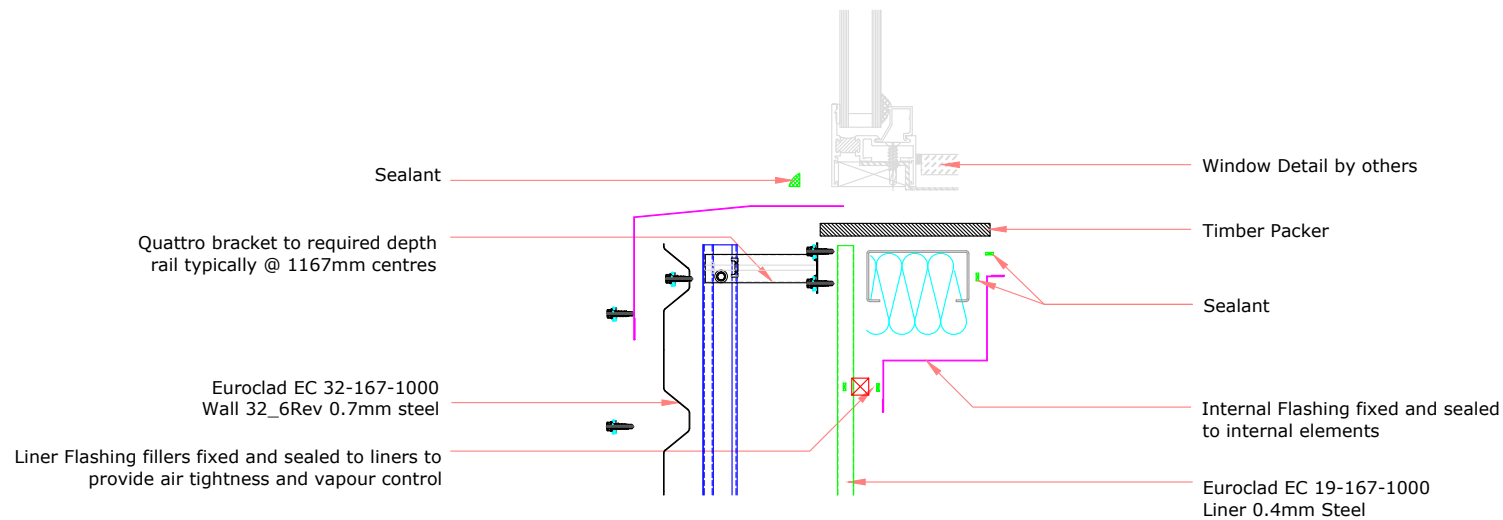 Sealant
Quattro bracket to required depth
rail typically @ 1167mm centres
Euroclad EC 32-167-1000
Wall 32_6Rev 0.7mm steel
Liner Flashing fillers fixed and sealed to liners to
provide air tightness and vapour control
Window Detail by others
Timber Packer
Sealant
Internal Flashing fixed and sealed
to internal elements
Euroclad EC 19-167-1000
Liner 0.4mm Steel